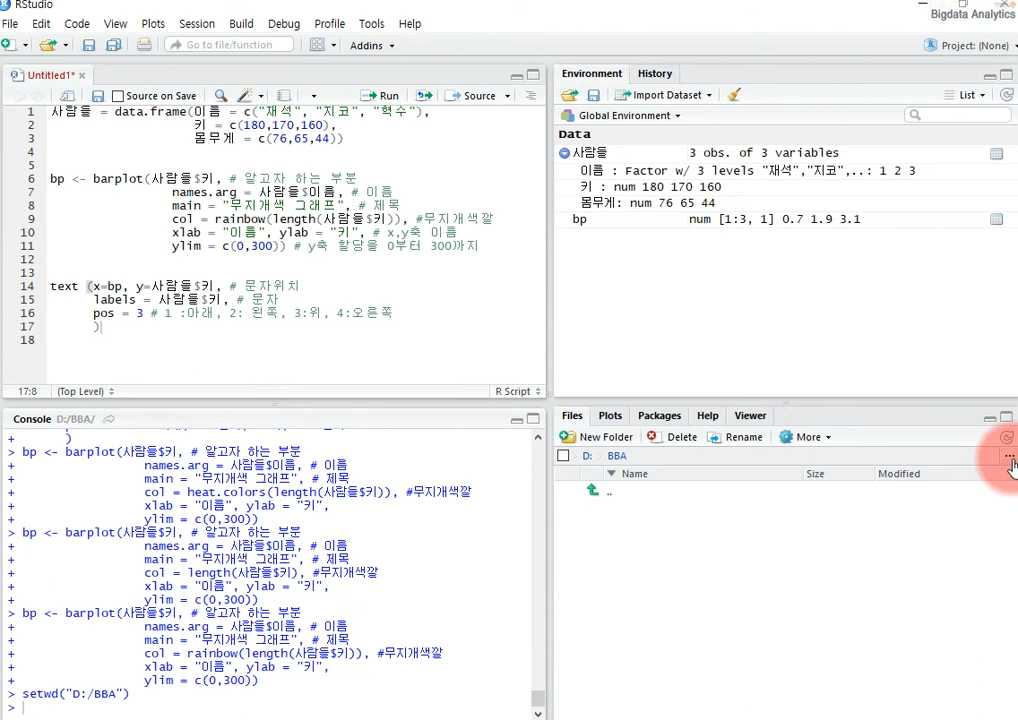 RStudio
Bigdata Analytics
File Edit Code View Plots Session Build Debug Profile Tools Help
Go to file/function Addins Project: (None)
Untitled1*
Source on Save Run Source
1 사람들 = data.frame(이름 = c("재석", "지코", "혁수"),
2 키 = c(180,170,160),
3 몸무게 = c(76,65,44))
4
5
6 bp <- barplot(사람들$키, # 알고자 하는 부분
7 names.arg = 사람들$이름, # 이름
8 main = "무지개색 그래프", # 제목
9 col = rainbow(length(사람들$키)), #무지개색깔
10 xlab = "이름", ylab = "키", # x,y축 이름
11 ylim = c(0,300)) # y축 할당을 0부터 300까지
12
13
14 text (x=bp, y=사람들$키, # 문자위치
15 labels = 사람들$키, # 문자
16 pos = 3 # 1 :아래, 2: 왼쪽, 3:위, 4:오른쪽
17 )
18
17:8 (Top Level) R Script
Console D:/BBA/
+ )
> bp <- barplot(사람들$키, # 알고자 하는 부분
+ names.arg = 사람들$이름, # 이름
+ main = "무지개색 그래프", # 제목
+ col = heat.colors(length(사람들$키)), #무지개색깔
+ xlab = "이름", ylab = "키",
+ ylim = c(0,300))
> bp <- barplot(사람들$키, # 알고자 하는 부분
+ names.arg = 사람들$이름, # 이름
+ main = "무지개색 그래프", # 제목
+ col = length(사람들$키), #무지개색깔
+ xlab = "이름", ylab = "키",
+ ylim = c(0,300))
> bp <- barplot(사람들$키, # 알고자 하는 부분
+ names.arg = 사람들$이름, # 이름
+ main = "무지개색 그래프", # 제목
+ col = rainbow(length(사람들$키)), #무지개색깔
+ xlab = "이름", ylab = "키",
+ ylim = c(0,300))
> setwd("D:/BBA")
>
Environment History
Import Dataset List
Global Environment
Data
사람들 3 obs. of 3 variables
이름 : Factor w/ 3 levels "재석","지코",..: 1 2 3
키 : num 180 170 160
몸무게: num 76 65 44
bp num [1:3, 1] 0.7 1.9 3.1
Files Plots Packages Help Viewer
New Folder Delete Rename More
D: BBA ...
Name Size Modified
..